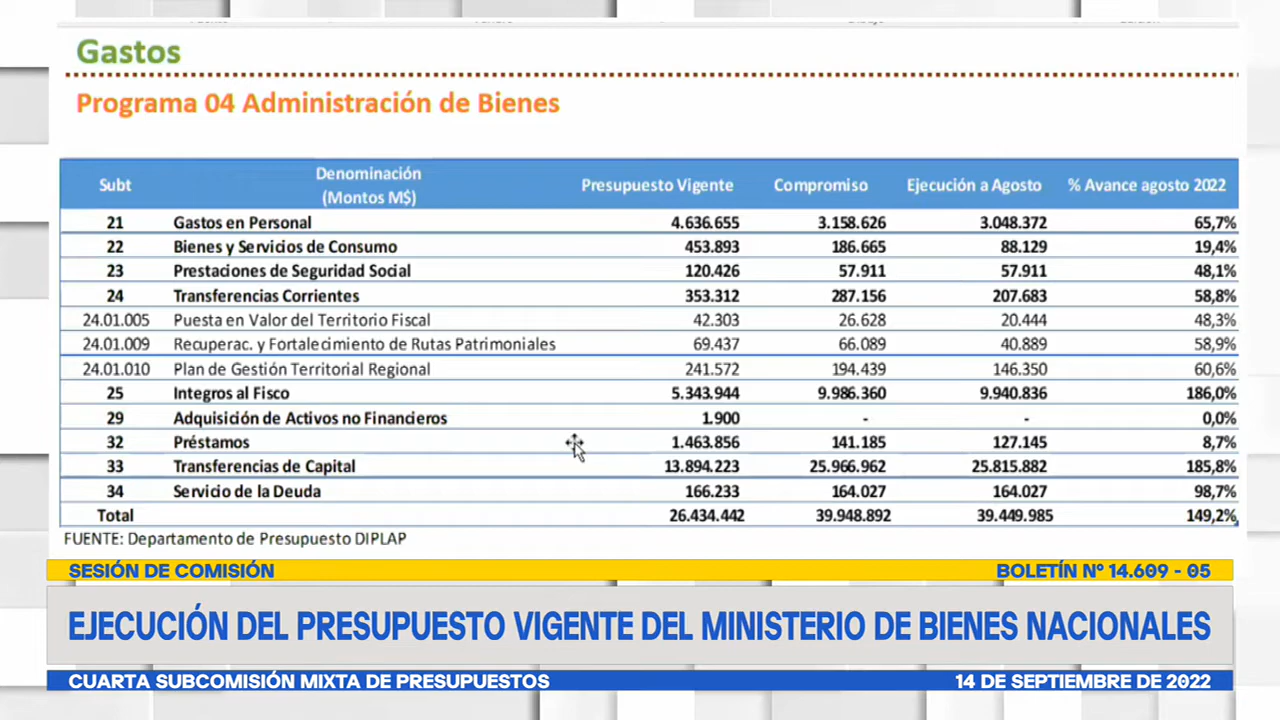 Gastos
Programa 04 Administración de Bienes
Subt Denominación (Montos M$) Presupuesto Vigente Compromiso Ejecución a Agosto % Avance agosto 2022
21 Gastos en Personal 4.636.655 3.158.626 3.048.372 65,7%
22 Bienes y Servicios de Consumo 453.893 186.665 88.129 19,4%
23 Prestaciones de Seguridad Social 120.426 57.911 57.911 48,1%
24 Transferencias Corrientes 353.312 287.156 207.683 58,8%
24.01.005 Puesta en Valor del Territorio Fiscal 42.303 26.628 20.444 48,3%
24.01.009 Recuperac. y Fortalecimiento de Rutas Patrimoniales 69.437 66.089 40.889 58,9%
24.01.010 Plan de Gestión Territorial Regional 241.572 194.439 146.350 60,6%
25 Integros al Fisco 5.343.944 9.986.360 9.940.836 186,0%
29 Adquisición de Activos no Financieros 1.900 - - 0,0%
32 Préstamos 1.463.856 141.185 127.145 8,7%
33 Transferencias de Capital 13.894.223 25.966.962 25.815.882 185,8%
34 Servicio de la Deuda 166.233 164.027 164.027 98,7%
Total 26.434.442 39.948.892 39.449.985 149,2%
FUENTE: Departamento de Presupuesto DIPLAP
SESIÓN DE COMISIÓN BOLETÍN Nº 14.609 - 05
EJECUCIÓN DEL PRESUPUESTO VIGENTE DEL MINISTERIO DE BIENES NACIONALES
CUARTA SUBCOMISIÓN MIXTA DE PRESUPUESTOS 14 DE SEPTIEMBRE DE 2022